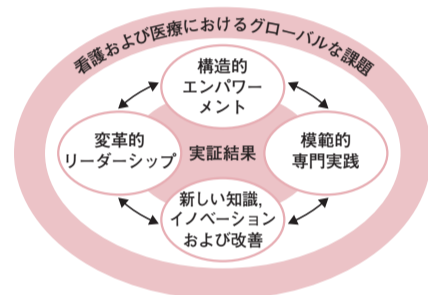 看護および医療におけるグローバルな課題
構造的
エンパワー
メント
変革的
リーダーシップ
実証結果
模範的
専門実践
新しい知識,
イノベーション
および改善